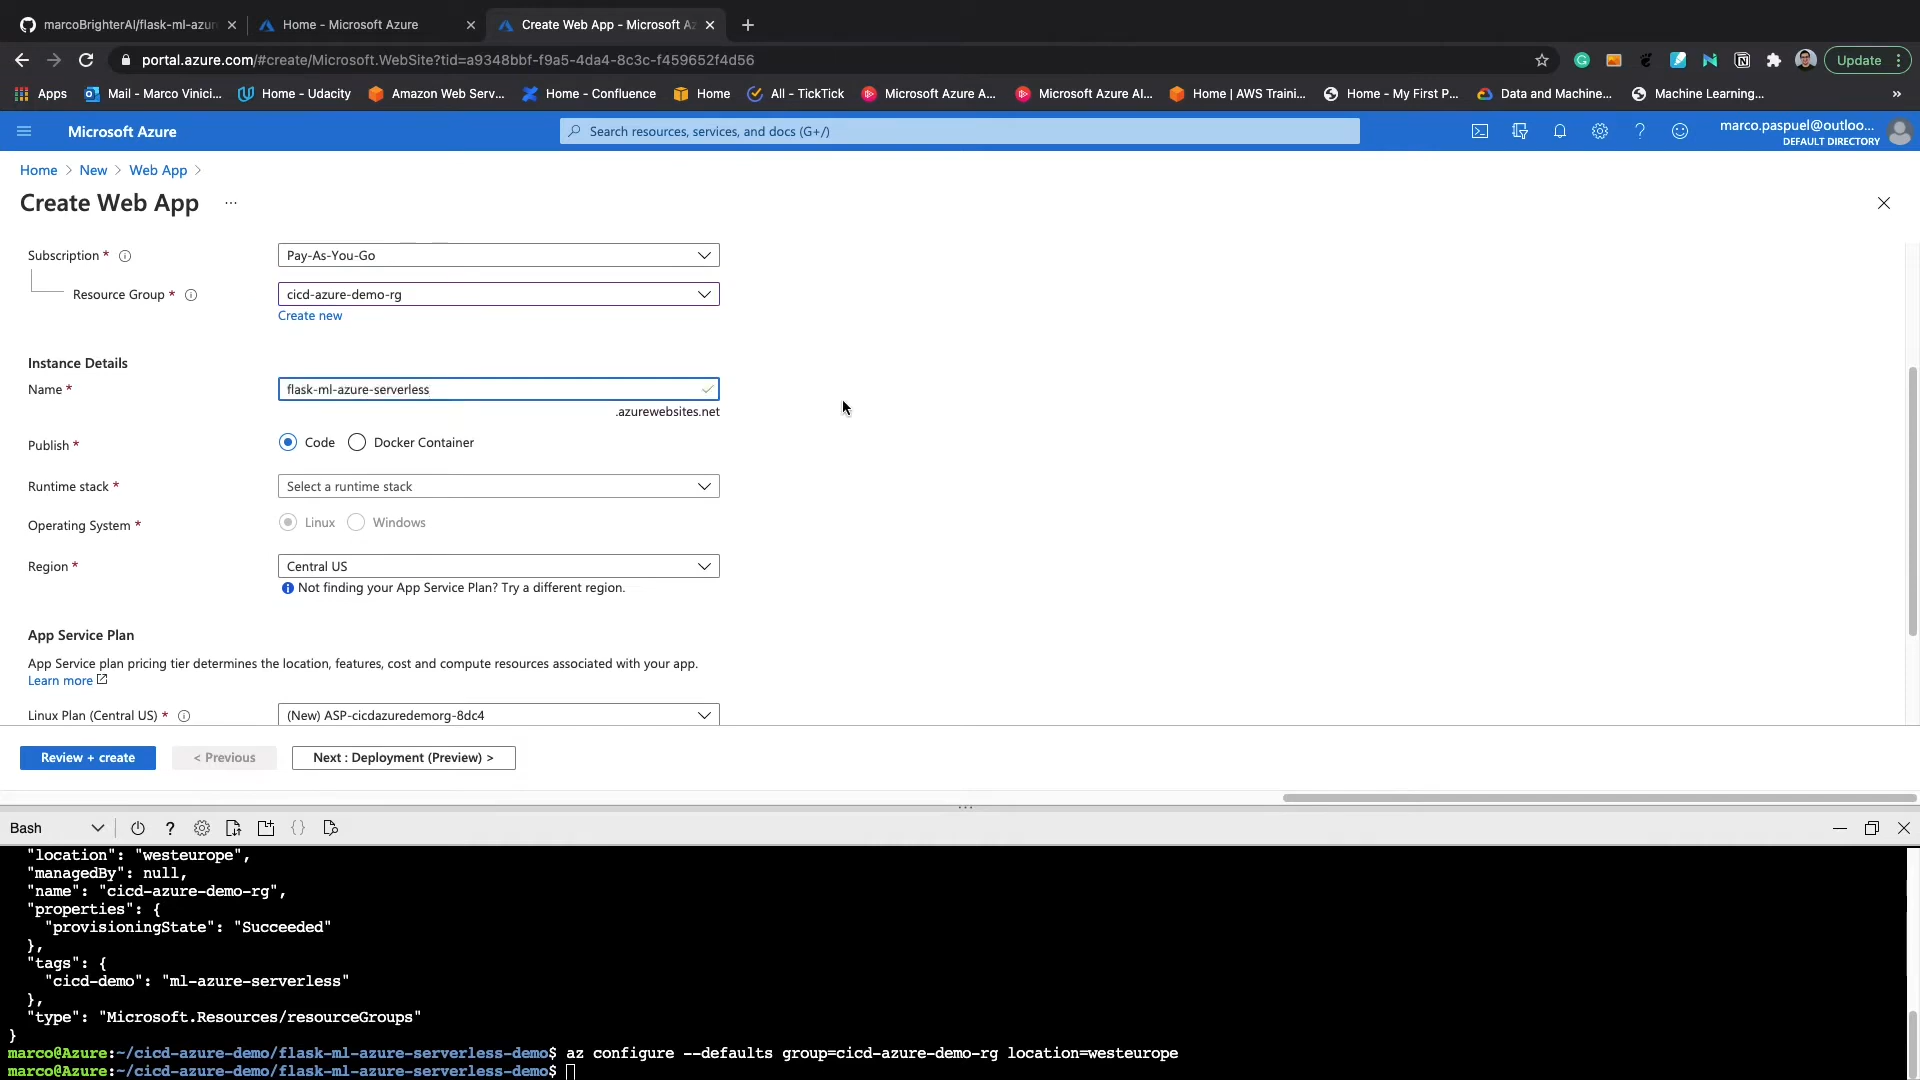 marcoBrighterAI/flask-ml-azur
Home - Microsoft Azure
Create Web App - Microsoft Az
portal.azure.com/#create/Microsoft.WebSite?tid=a9348bbf-f9a5-4da4-8c3c-f459652f4d56
Update
Apps
Mail - Marco Vinici...
Home - Udacity
Amazon Web Serv...
Home - Confluence
Home
All - TickTick
Microsoft Azure A...
Microsoft Azure AI...
Home | AWS Traini...
Home - My First P...
Data and Machine...
Machine Learning...
»
Microsoft Azure
Search resources, services, and docs (G+/)
marco.paspuel@outloo...
DEFAULT DIRECTORY
Home > New > Web App >
Create Web App ...
Subscription *
Pay-As-You-Go
Resource Group *
cicd-azure-demo-rg
Create new
Instance Details
Name *
flask-ml-azure-serverless
.azurewebsites.net
Publish *
Code
Docker Container
Runtime stack *
Select a runtime stack
Operating System *
Linux
Windows
Region *
Central US
Not finding your App Service Plan? Try a different region.
App Service Plan
App Service plan pricing tier determines the location, features, cost and compute resources associated with your app.
Learn more
Linux Plan (Central US) *
(New) ASP-cicdazuredemorg-8dc4
Review + create
< Previous
Next : Deployment (Preview) >
Bash
"location": "westeurope",
"managedBy": null,
"name": "cicd-azure-demo-rg",
"properties": {
"provisioningState": "Succeeded"
},
"tags": {
"cicd-demo": "ml-azure-serverless"
},
"type": "Microsoft.Resources/resourceGroups"
}
marco@Azure:~/cicd-azure-demo/flask-ml-azure-serverless-demo$ az configure --defaults group=cicd-azure-demo-rg location=westeurope
marco@Azure:~/cicd-azure-demo/flask-ml-azure-serverless-demo$